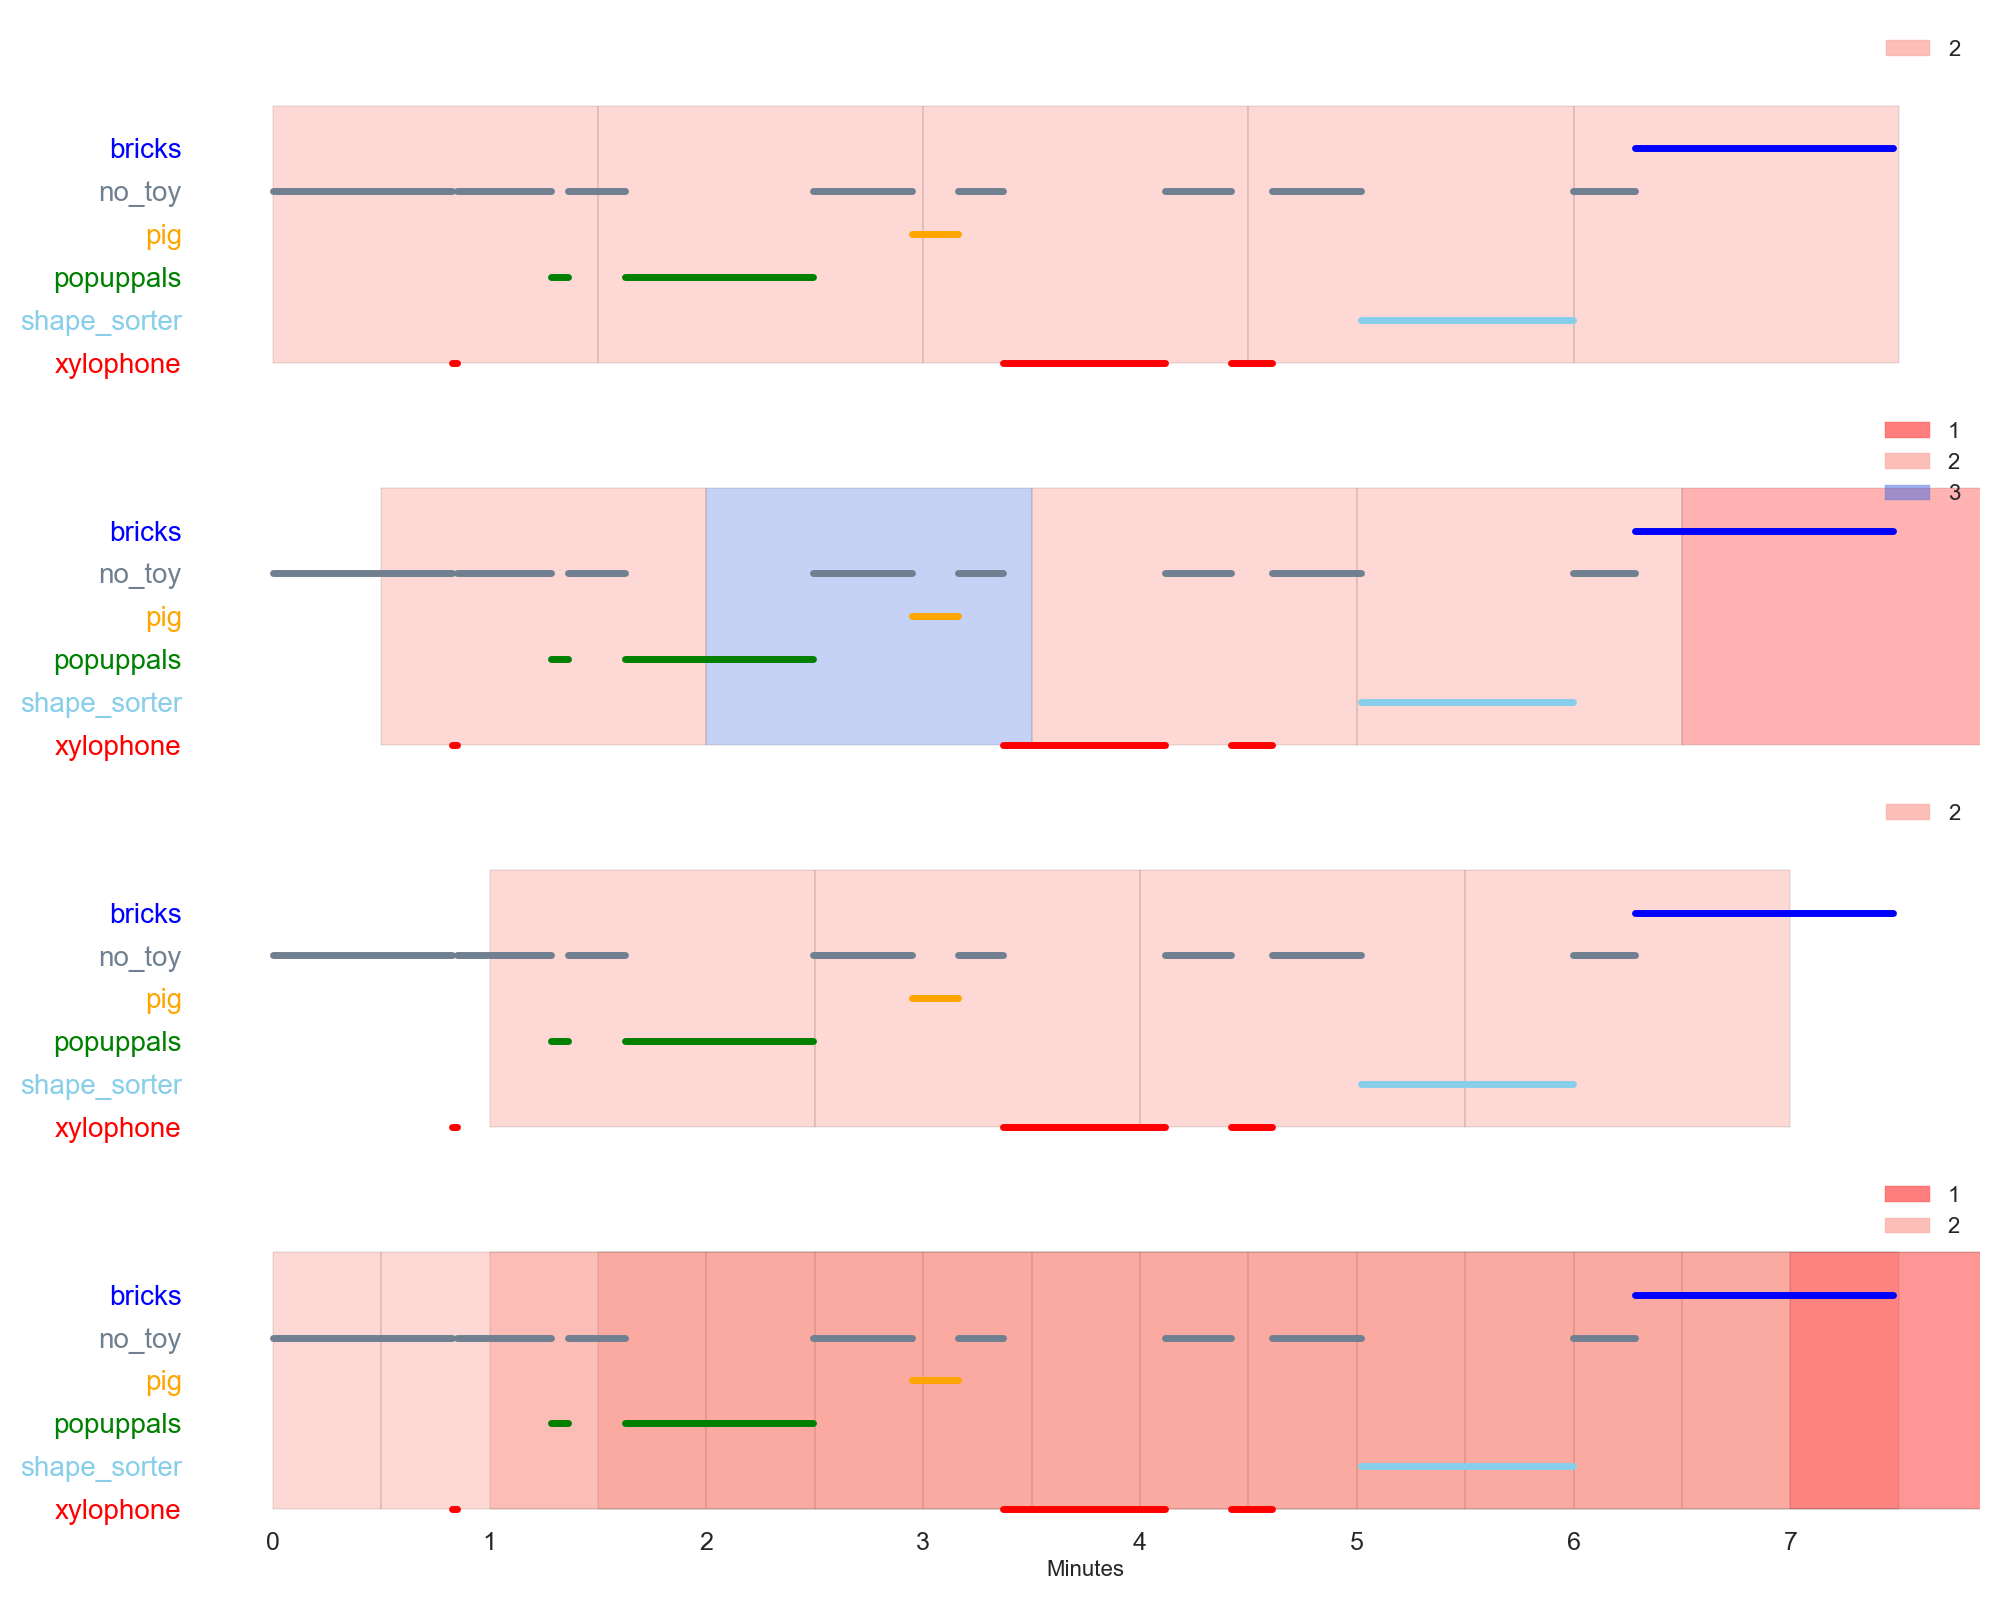 2
bricks
no_toy
pig
popuppals
shape_sorter
xylophone
1
2
3
bricks
no_toy
pig
popuppals
shape_sorter
xylophone
2
bricks
no_toy
pig
popuppals
shape_sorter
xylophone
1
2
bricks
no_toy
pig
popuppals
shape_sorter
xylophone
0 1 2 3 4 5 6 7
Minutes